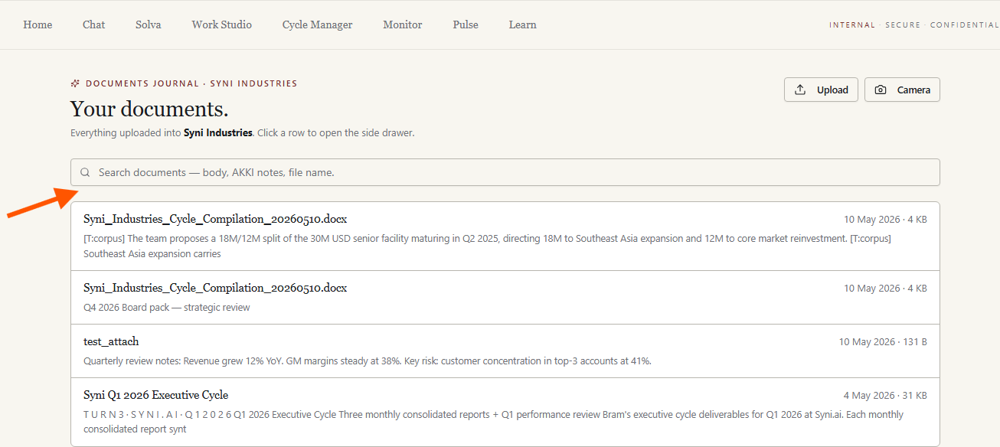 Home Chat Solva Work Studio Cycle Manager Monitor Pulse Learn INTERNAL · SECURE · CONFIDENTIAL
DOCUMENTS JOURNAL · SYNI INDUSTRIES
Upload Camera
Your documents.
Everything uploaded into Syni Industries. Click a row to open the side drawer.
Search documents — body, AKKI notes, file name.
Syni_Industries_Cycle_Compilation_20260510.docx 10 May 2026 · 4 KB
[T:corpus] The team proposes a 18M/12M split of the 30M USD senior facility maturing in Q2 2025, directing 18M to Southeast Asia expansion and 12M to core market reinvestment. [T:corpus]
Southeast Asia expansion carries
Syni_Industries_Cycle_Compilation_20260510.docx 10 May 2026 · 4 KB
Q4 2026 Board pack — strategic review
test_attach 10 May 2026 · 131 B
Quarterly review notes: Revenue grew 12% YoY. GM margins steady at 38%. Key risk: customer concentration in top-3 accounts at 41%.
Syni Q1 2026 Executive Cycle 4 May 2026 · 31 KB
T U R N 3 · S Y N I . A I · Q 1 2 0 2 6 Q1 2026 Executive Cycle Three monthly consolidated reports + Q1 performance review Bram's executive cycle deliverables for Q1 2026 at Syni.ai. Each monthly
consolidated report synt